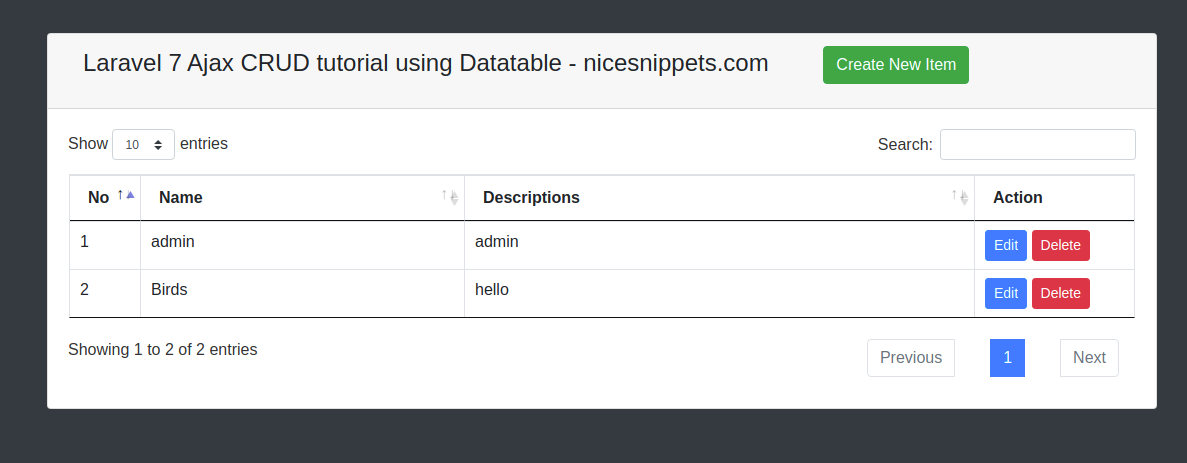 Laravel 7 Ajax CRUD tutorial using Datatable - nicesnippets.com Create New Item
Show 10 entries Search:
No Name Descriptions Action
1 admin admin Edit Delete
2 Birds hello Edit Delete
Showing 1 to 2 of 2 entries Previous 1 Next